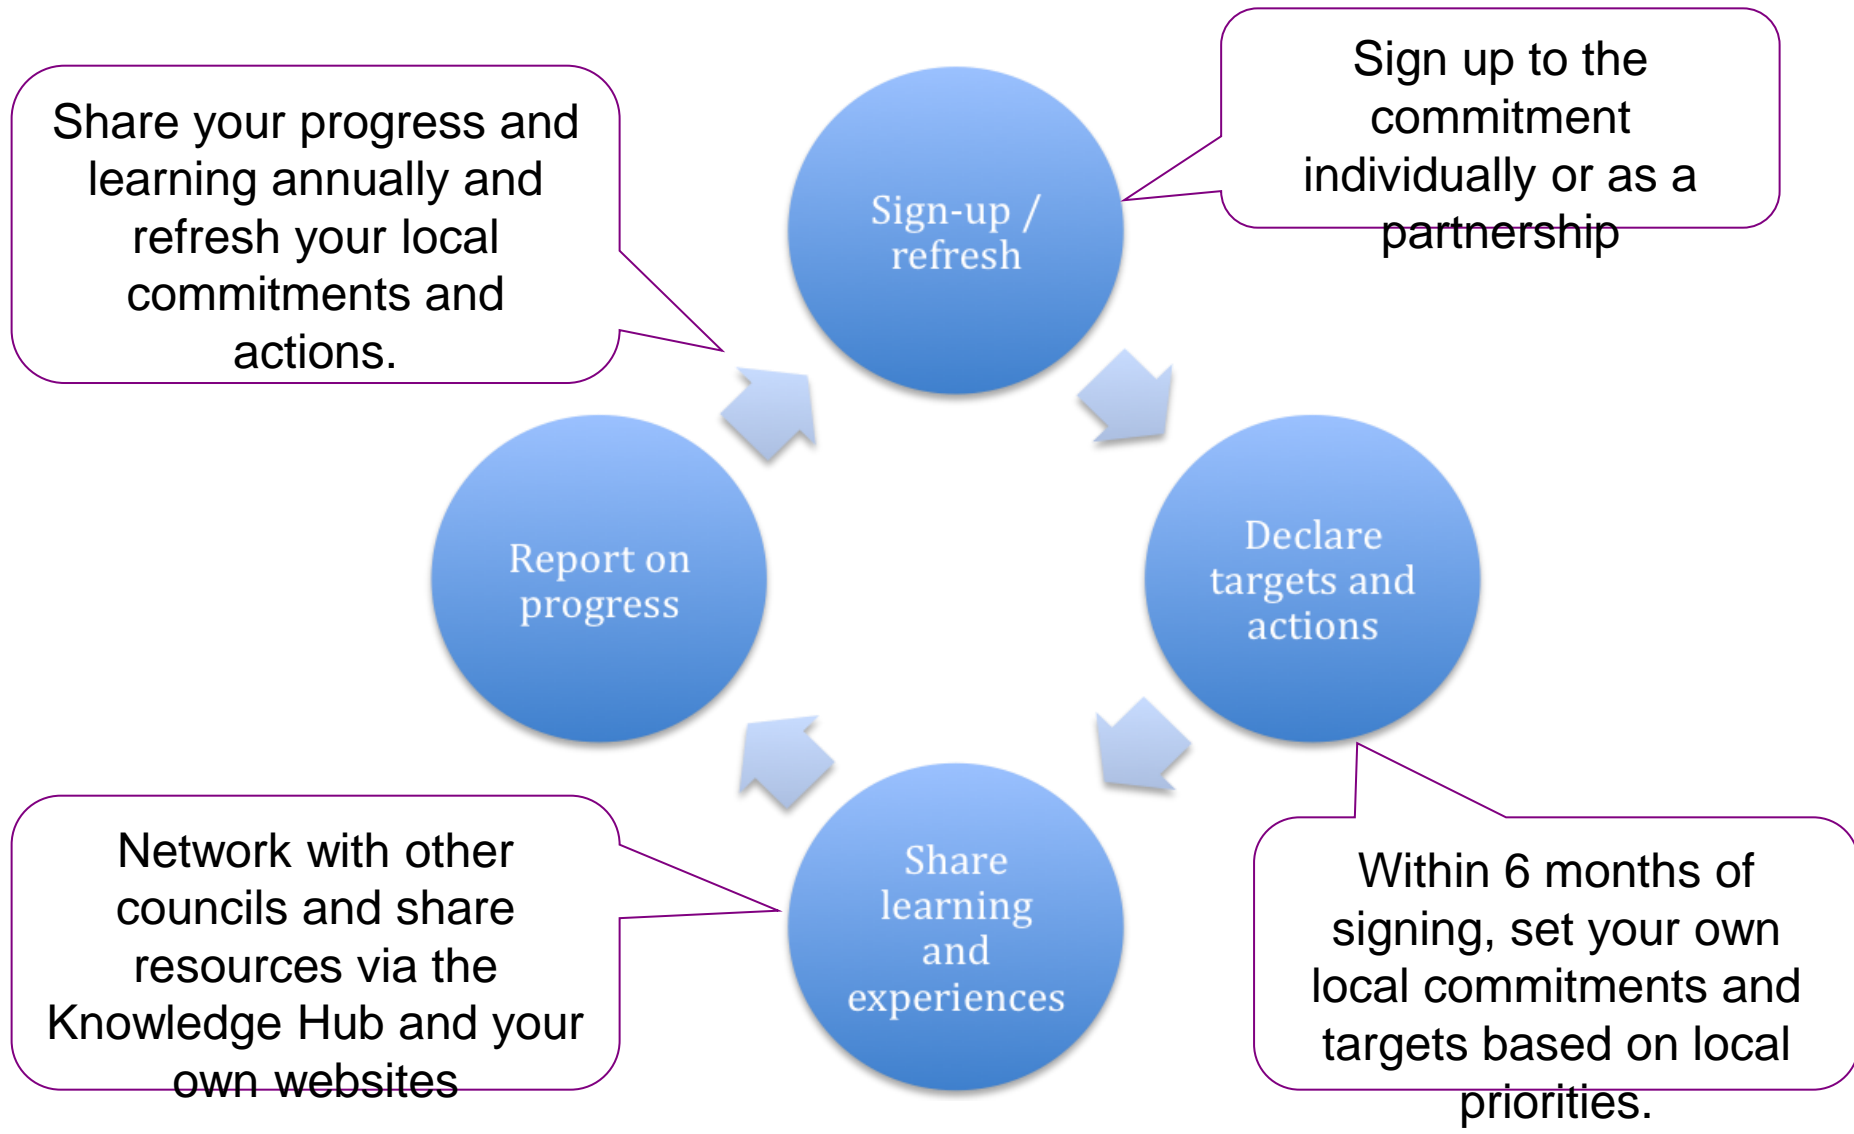 Share your progress and
learning annually and
refresh your local
commitments and
actions.
Sign up to the
commitment
individually or as a
partnership
Sign-up /
refresh
Report on
progress
Declare
targets and
actions
Share
learning
and
experiences
Network with other
councils and share
resources via the
Knowledge Hub and your
own websites
Within 6 months of
signing, set your own
local commitments and
targets based on local
priorities.